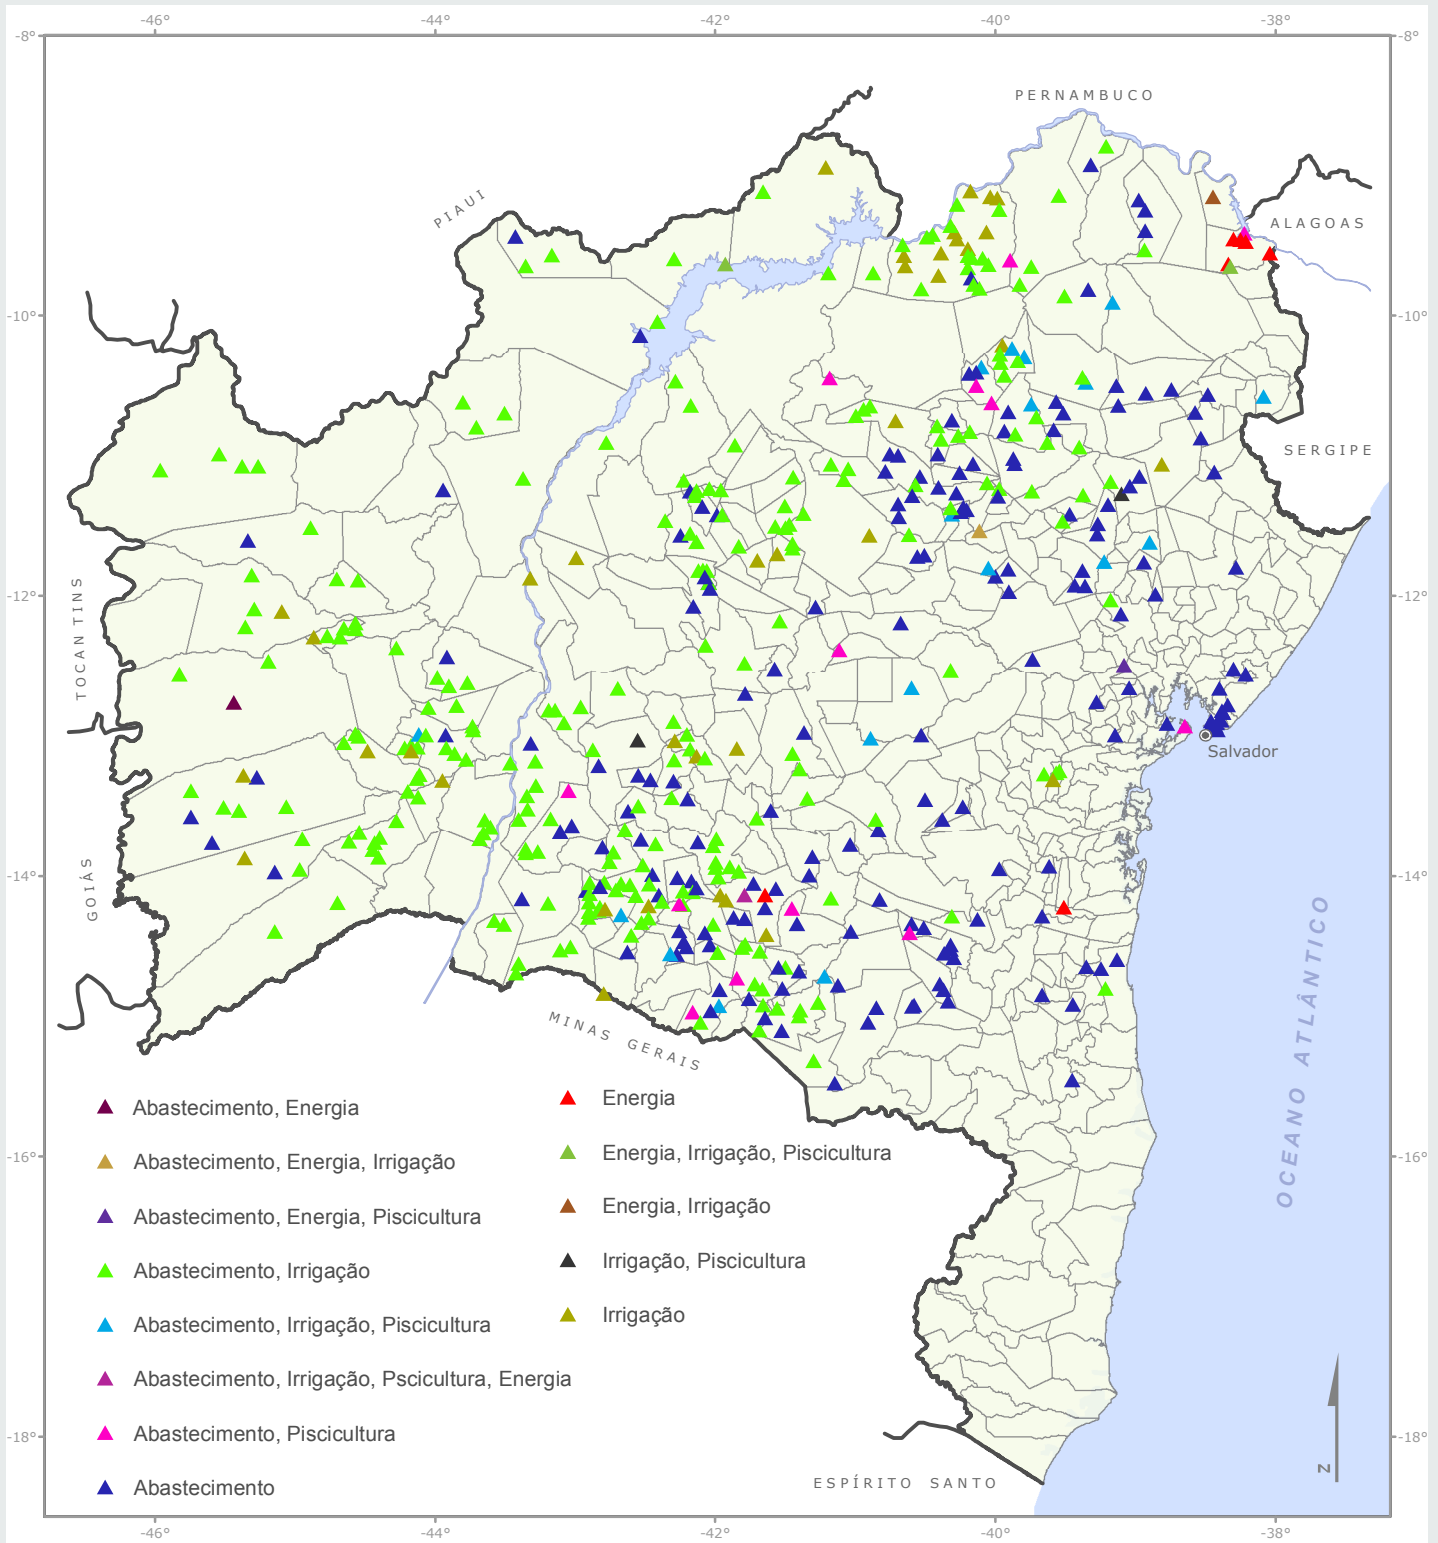 -46° -44° -42° -40° -38°
-8° -8°
PERNAMBUCO
PIAUI
ALAGOAS
-10° -10°
SERGIPE
TOCANTINS
-12° -12°
Salvador
GOIÁS
-14° -14°
OCEANO ATLÂNTICO
MINAS GERAIS
Abastecimento, Energia
Abastecimento, Energia, Irrigação
Abastecimento, Energia, Piscicultura
Abastecimento, Irrigação
Abastecimento, Irrigação, Piscicultura
Abastecimento, Irrigação, Pscicultura, Energia
Abastecimento, Piscicultura
Abastecimento
Energia
Energia, Irrigação, Piscicultura
Energia, Irrigação
Irrigação, Piscicultura
Irrigação
-16° -16°
-18° -18°
ESPÍRITO SANTO
N
-46° -44° -42° -40° -38°